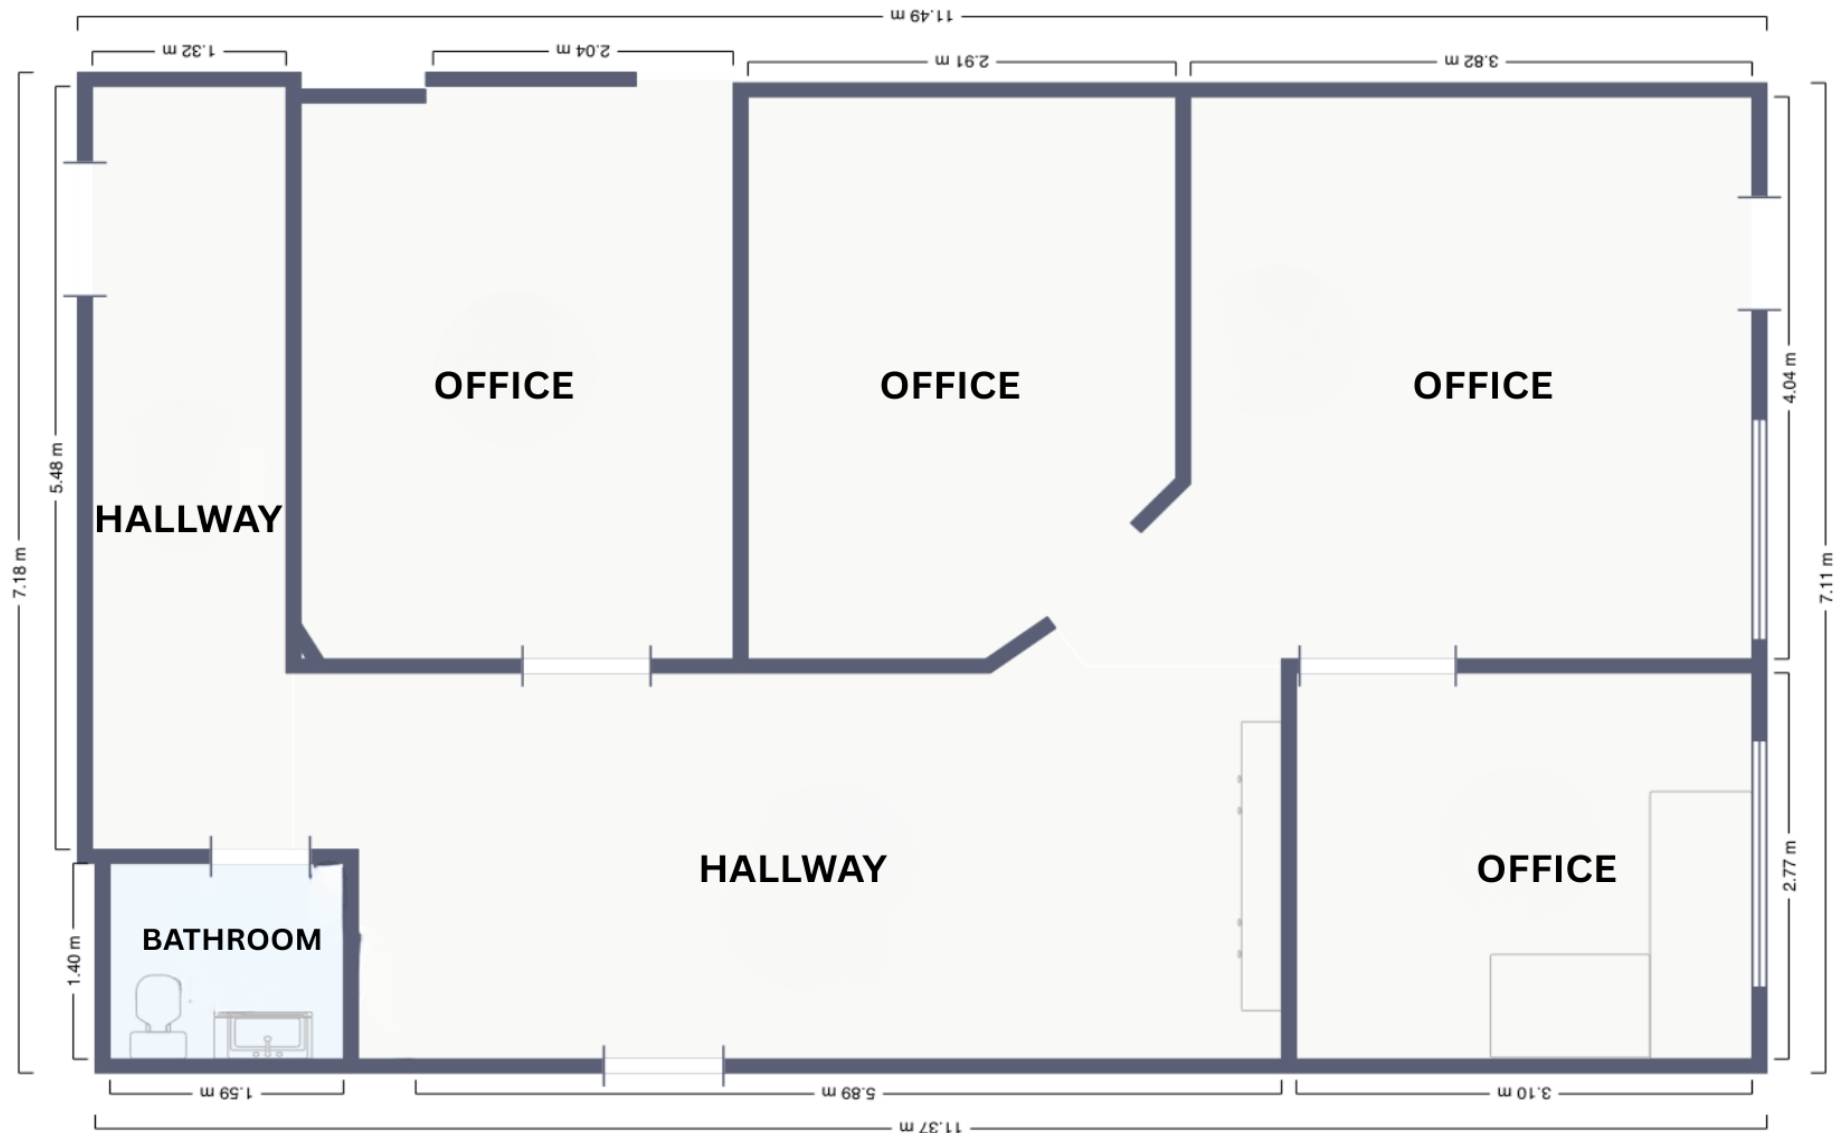 11.49 m
1.32 m
2.04 m
2.91 m
3.82 m
OFFICE
OFFICE
OFFICE
4.04 m
5.48 m
HALLWAY
7.18 m
7.11 m
HALLWAY
OFFICE
2.77 m
BATHROOM
1.40 m
1.59 m
5.89 m
3.10 m
11.37 m